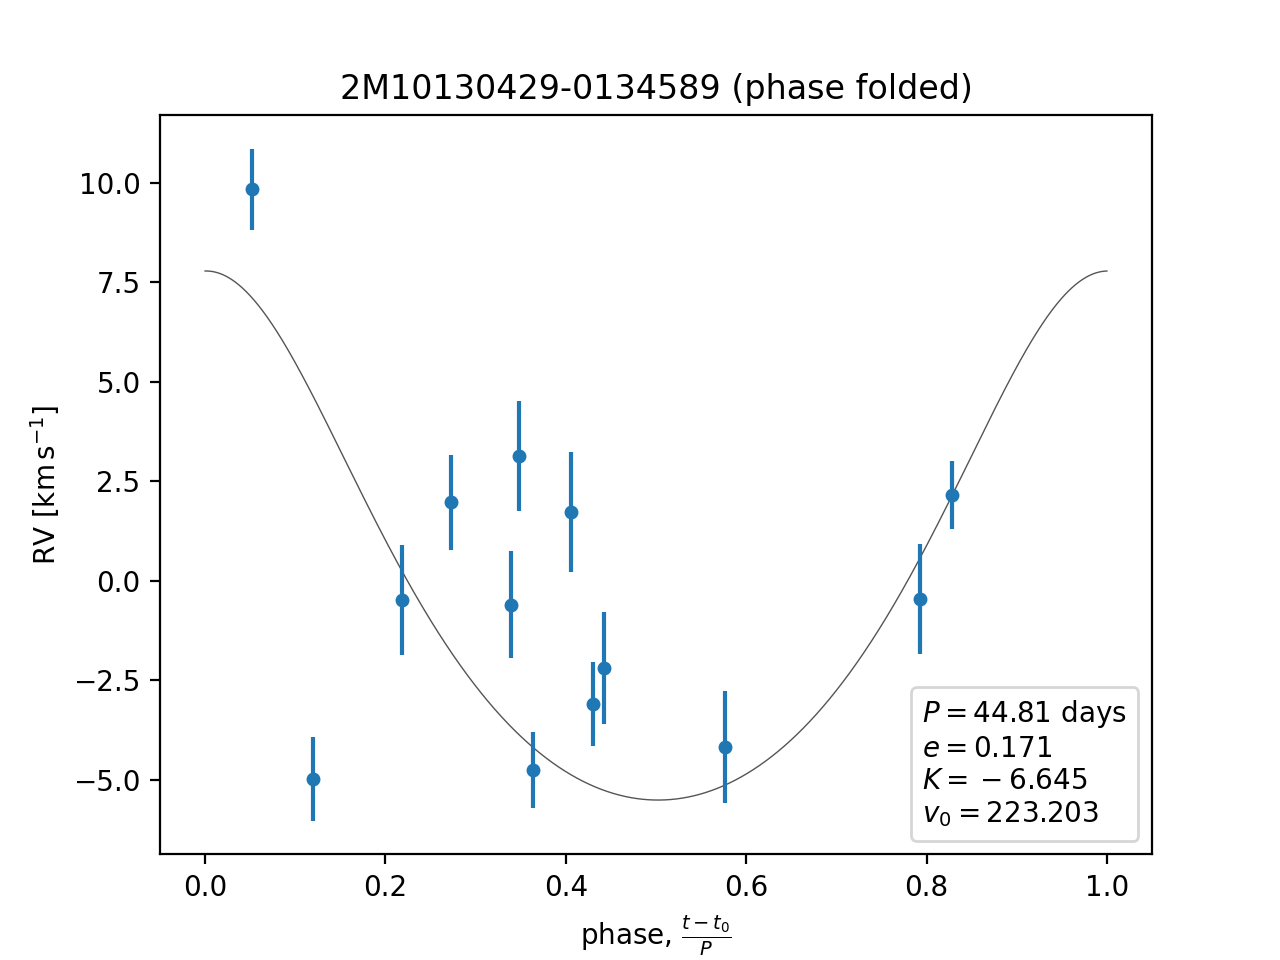 2M10130429-0134589 (phase folded)
RV [km s⁻¹]
10.0
7.5
5.0
2.5
0.0
−2.5
−5.0
P = 44.81 days
e = 0.171
K = −6.645
v₀ = 223.203
0.0 0.2 0.4 0.6 0.8 1.0
phase, (t − t₀)/P